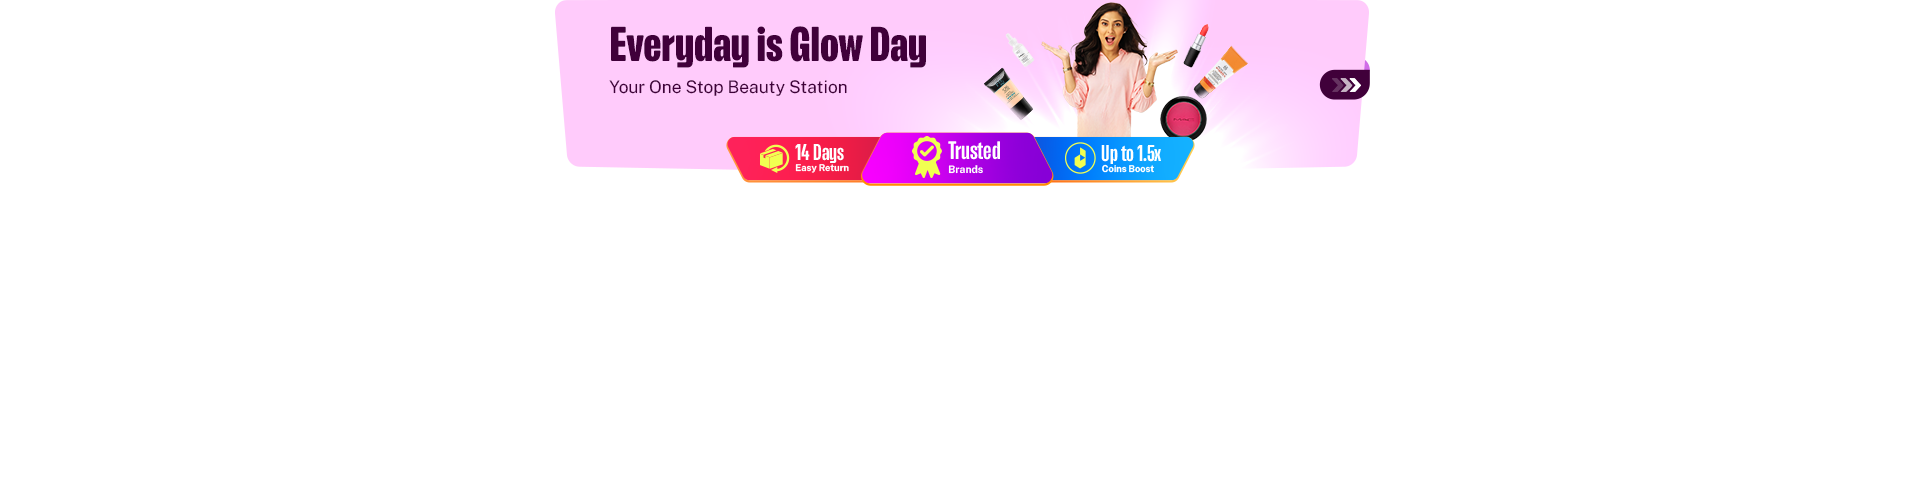 Everyday is Glow Day
Your One Stop Beauty Station
14 Days
Easy Return
Trusted
Brands
Up to 1.5x
Coins Boost